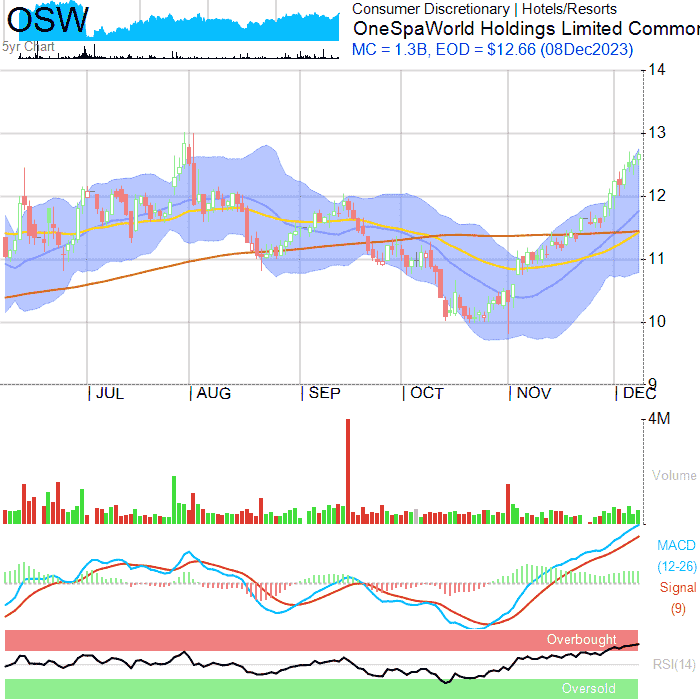 OSW
5yr Chart
Consumer Discretionary | Hotels/Resorts
OneSpaWorld Holdings Limited Common
MC = 1.3B, EOD = $12.66 (08Dec2023)
14
13
12
11
10
9
JUL AUG SEP OCT NOV DEC
4M
Volume
MACD
(12-26)
Signal
(9)
Overbought
RSI(14)
Oversold